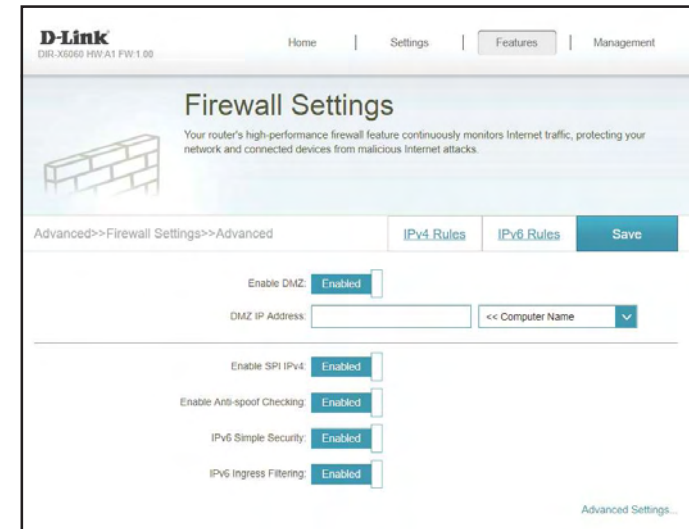 D-Link
DIR-X6060 HW:A1 FW:1.00
Home | Settings | Features | Management
Firewall Settings
Your router's high-performance firewall feature continuously monitors Internet traffic, protecting your
network and connected devices from malicious Internet attacks.
Advanced>>Firewall Settings>>Advanced
IPv4 Rules
IPv6 Rules
Save
Enable DMZ: Enabled
DMZ IP Address: << Computer Name
Enable SPI IPv4: Enabled
Enable Anti-spoof Checking: Enabled
IPv6 Simple Security: Enabled
IPv6 Ingress Filtering: Enabled
Advanced Settings...